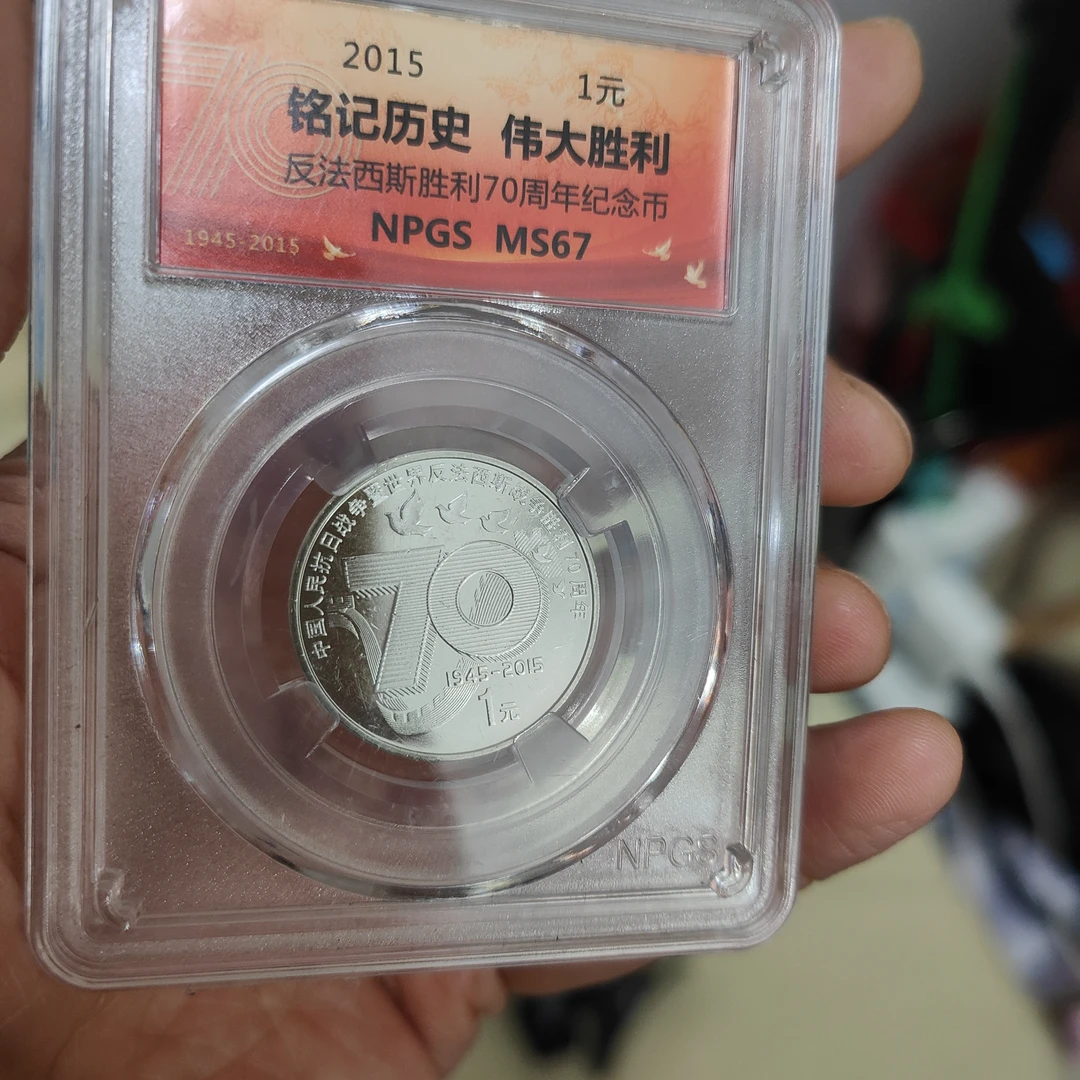 2015
1元
铭记历史 伟大胜利
反法西斯胜利70周年纪念币
1945-2015
NPGS MS67
70
中国人民抗日战争暨世界反法西斯战争胜利70周年
70
1945-2015
1元
NPGS